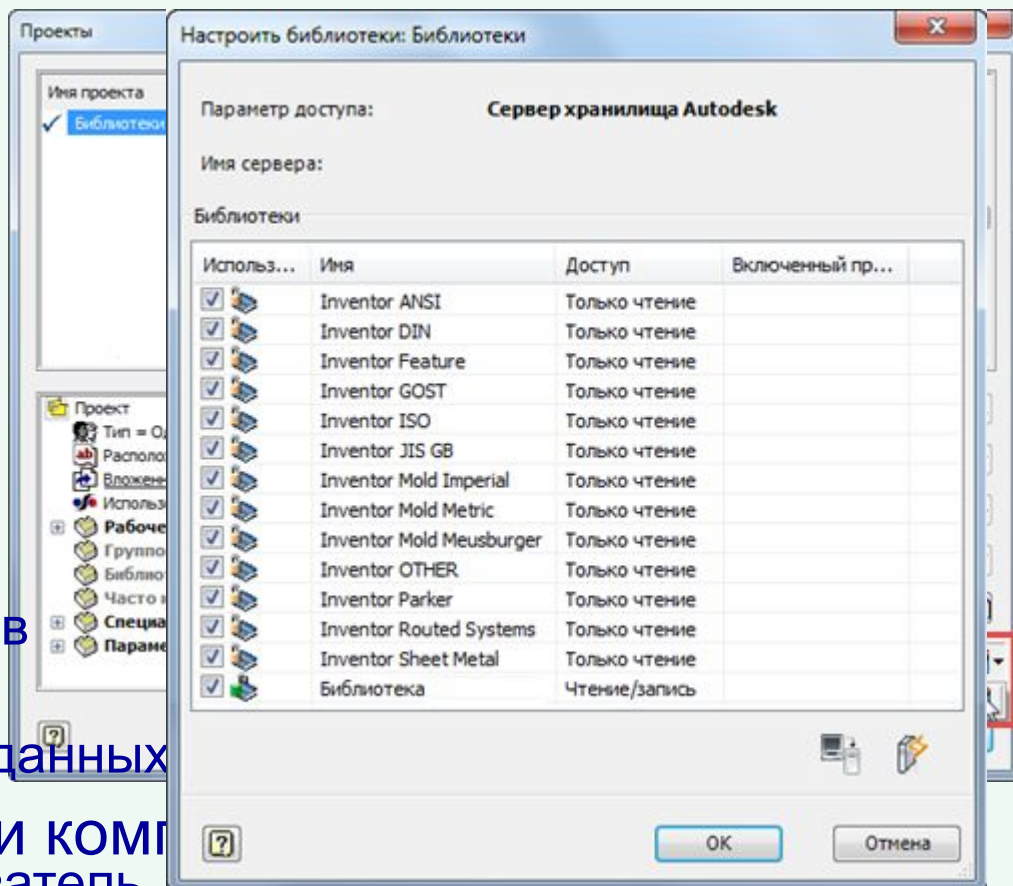 Проекты
Имя проекта
Библиотеки
Проект
Тип =
Вложенн
Использ
Рабоче
Группо
Библио
Часто
Специа
Параме
Настроить библиотеки: Библиотеки
Параметр доступа: Сервер хранилища Autodesk
Имя сервера:
Библиотеки
Использ... Имя Доступ Включенный пр...
Inventor ANSI Только чтение
Inventor DIN Только чтение
Inventor Feature Только чтение
Inventor GOST Только чтение
Inventor ISO Только чтение
Inventor JIS GB Только чтение
Inventor Mold Imperial Только чтение
Inventor Mold Metric Только чтение
Inventor Mold Meusburger Только чтение
Inventor OTHER Только чтение
Inventor Parker Только чтение
Inventor Routed Systems Только чтение
Inventor Sheet Metal Только чтение
Библиотека Чтение/запись
OK Отмена
в
данных
и комп